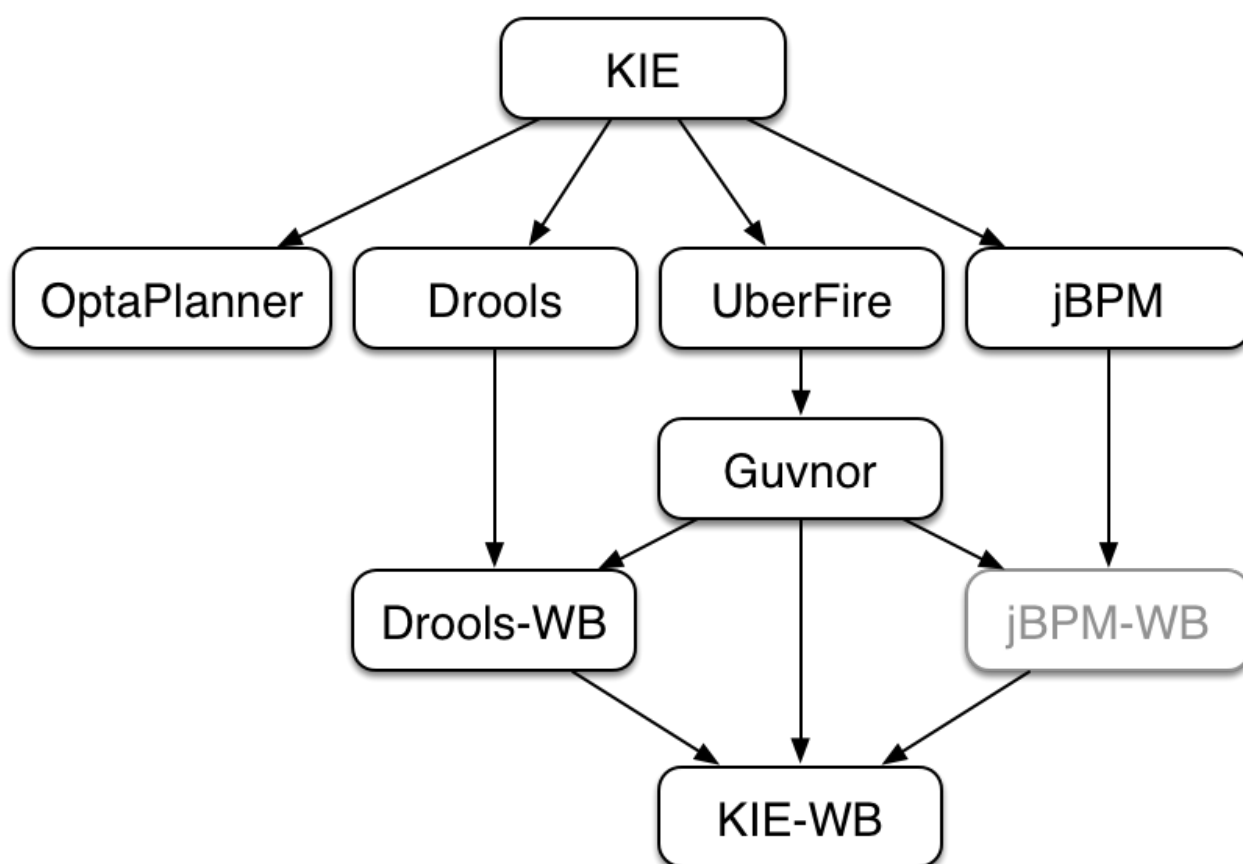 KIE
OptaPlanner
Drools
UberFire
jBPM
Guvnor
Drools-WB
jBPM-WB
KIE-WB